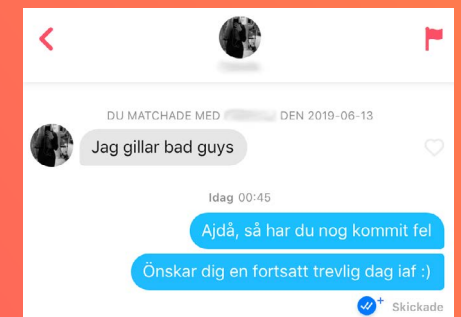 DU MATCHADE MED DEN 2019-06-13
Jag gillar bad guys
Idag 00:45
Ajdå, så har du nog kommit fel
Önskar dig en fortsatt trevlig dag iaf :)
Skickade